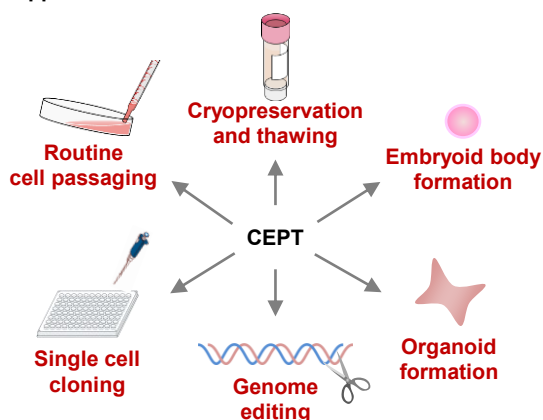 Cryopreservation
and thawing
Routine
cell passaging
Embryoid body
formation
CEPT
Single cell
cloning
Genome
editing
Organoid
formation